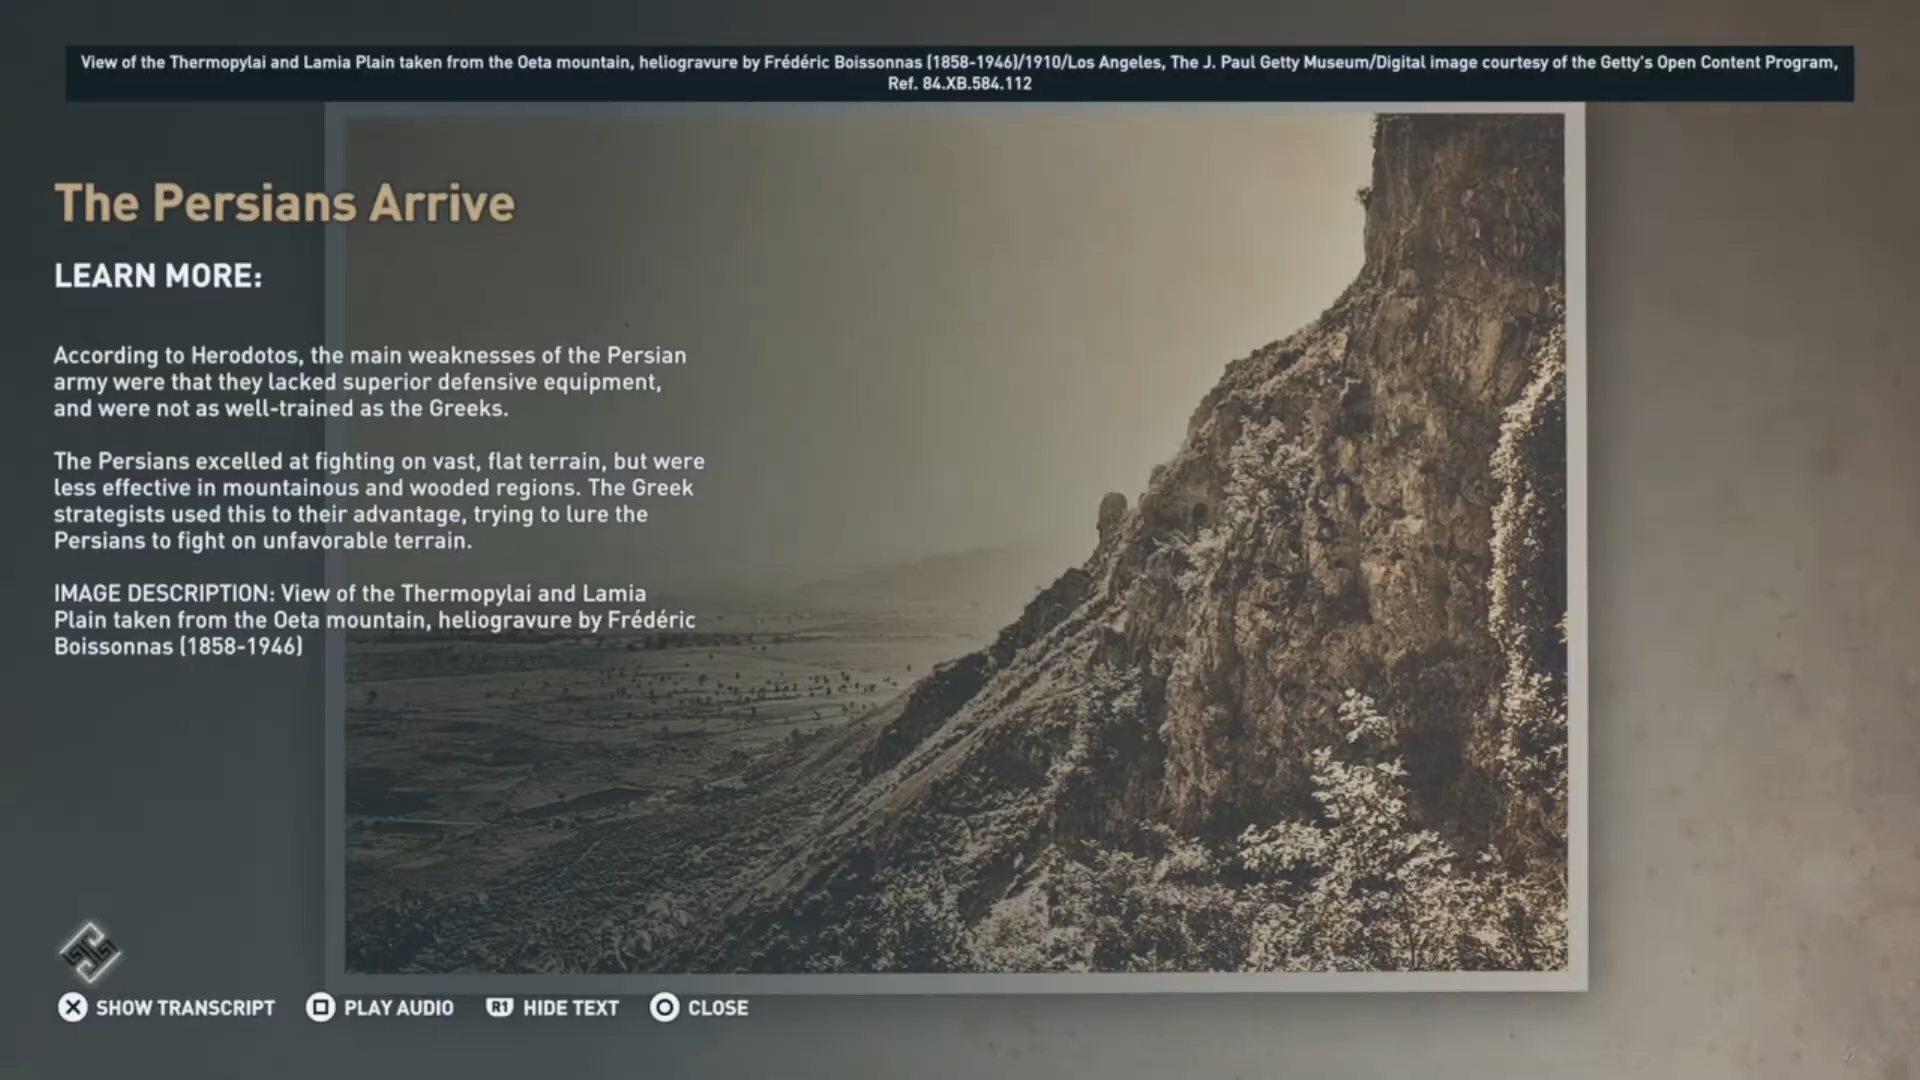 View of the Thermopylai and Lamia Plain taken from the Oeta mountain, heliogravure by Frédéric Boissonnas (1858-1946)/1910/Los Angeles, The J. Paul Getty Museum/Digital image courtesy of the Getty's Open Content Program,
Ref. 84.XB.584.112
The Persians Arrive
LEARN MORE:
According to Herodotos, the main weaknesses of the Persian
army were that they lacked superior defensive equipment,
and were not as well-trained as the Greeks.
The Persians excelled at fighting on vast, flat terrain, but were
less effective in mountainous and wooded regions. The Greek
strategists used this to their advantage, trying to lure the
Persians to fight on unfavorable terrain.
IMAGE DESCRIPTION: View of the Thermopylai and Lamia
Plain taken from the Oeta mountain, heliogravure by Frédéric
Boissonnas (1858-1946)
SHOW TRANSCRIPT PLAY AUDIO R1 HIDE TEXT CLOSE